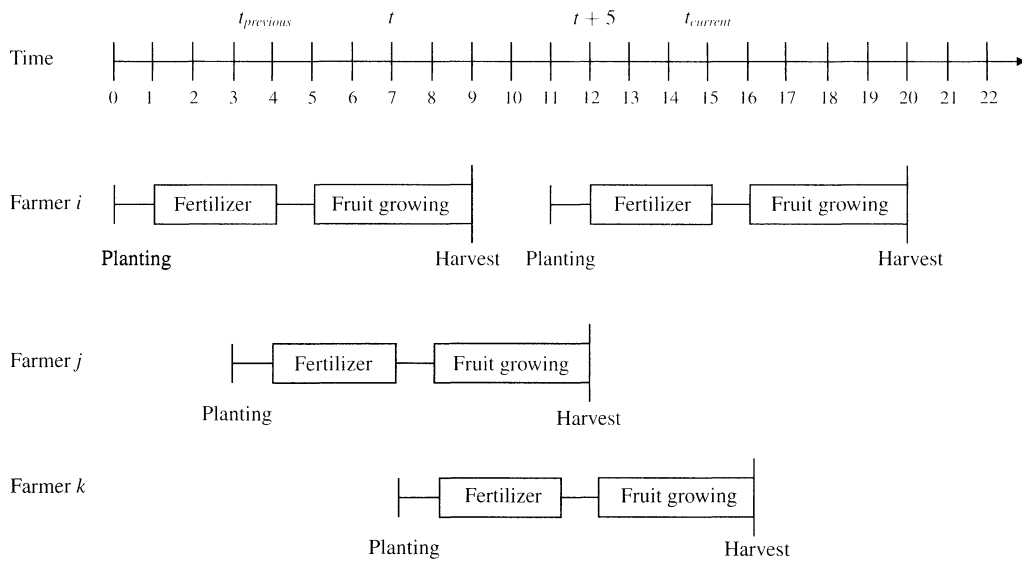 t_previous t t + 5 t_current
Time
0 1 2 3 4 5 6 7 8 9 10 11 12 13 14 15 16 17 18 19 20 21 22
Farmer i Fertilizer Fruit growing Fertilizer Fruit growing
Planting Harvest Planting Harvest
Farmer j Fertilizer Fruit growing
Planting Harvest
Farmer k Fertilizer Fruit growing
Planting Harvest